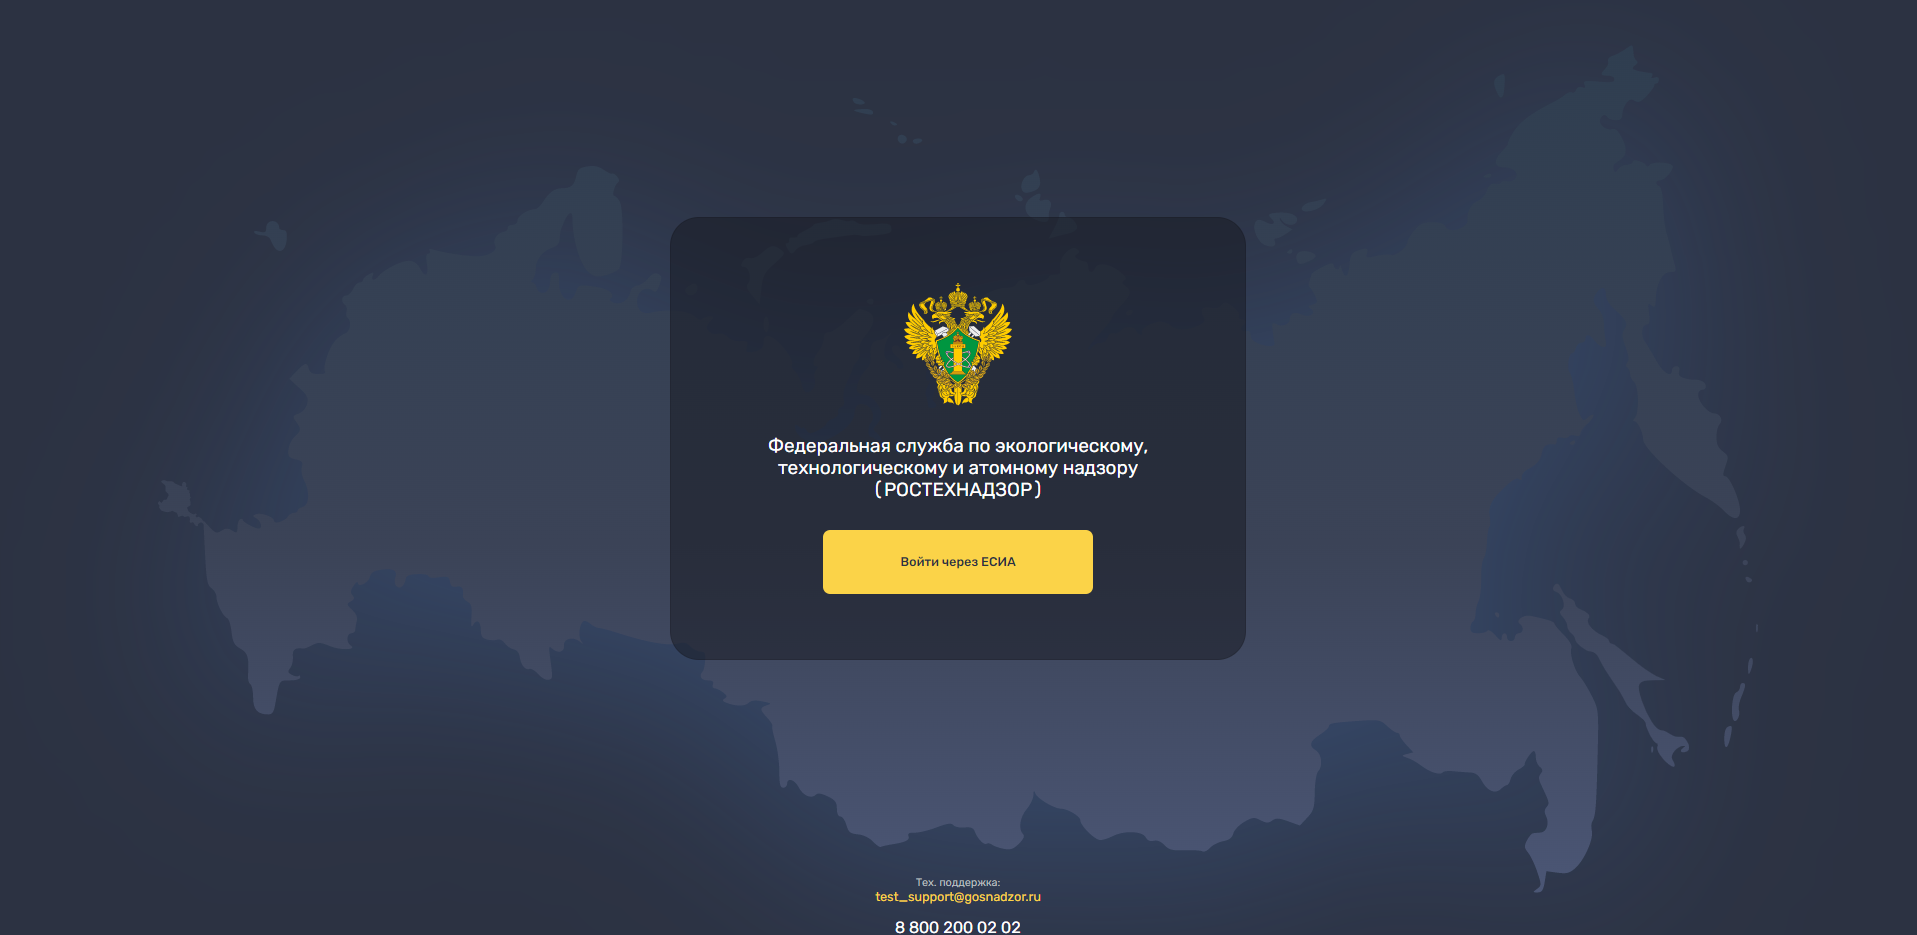 Федеральная служба по экологическому,
технологическому и атомному надзору
(РОСТЕХНАДЗОР)
Войти через ЕСИА
Тех. поддержка:
test_support@gosnadzor.ru
8 800 200 02 02